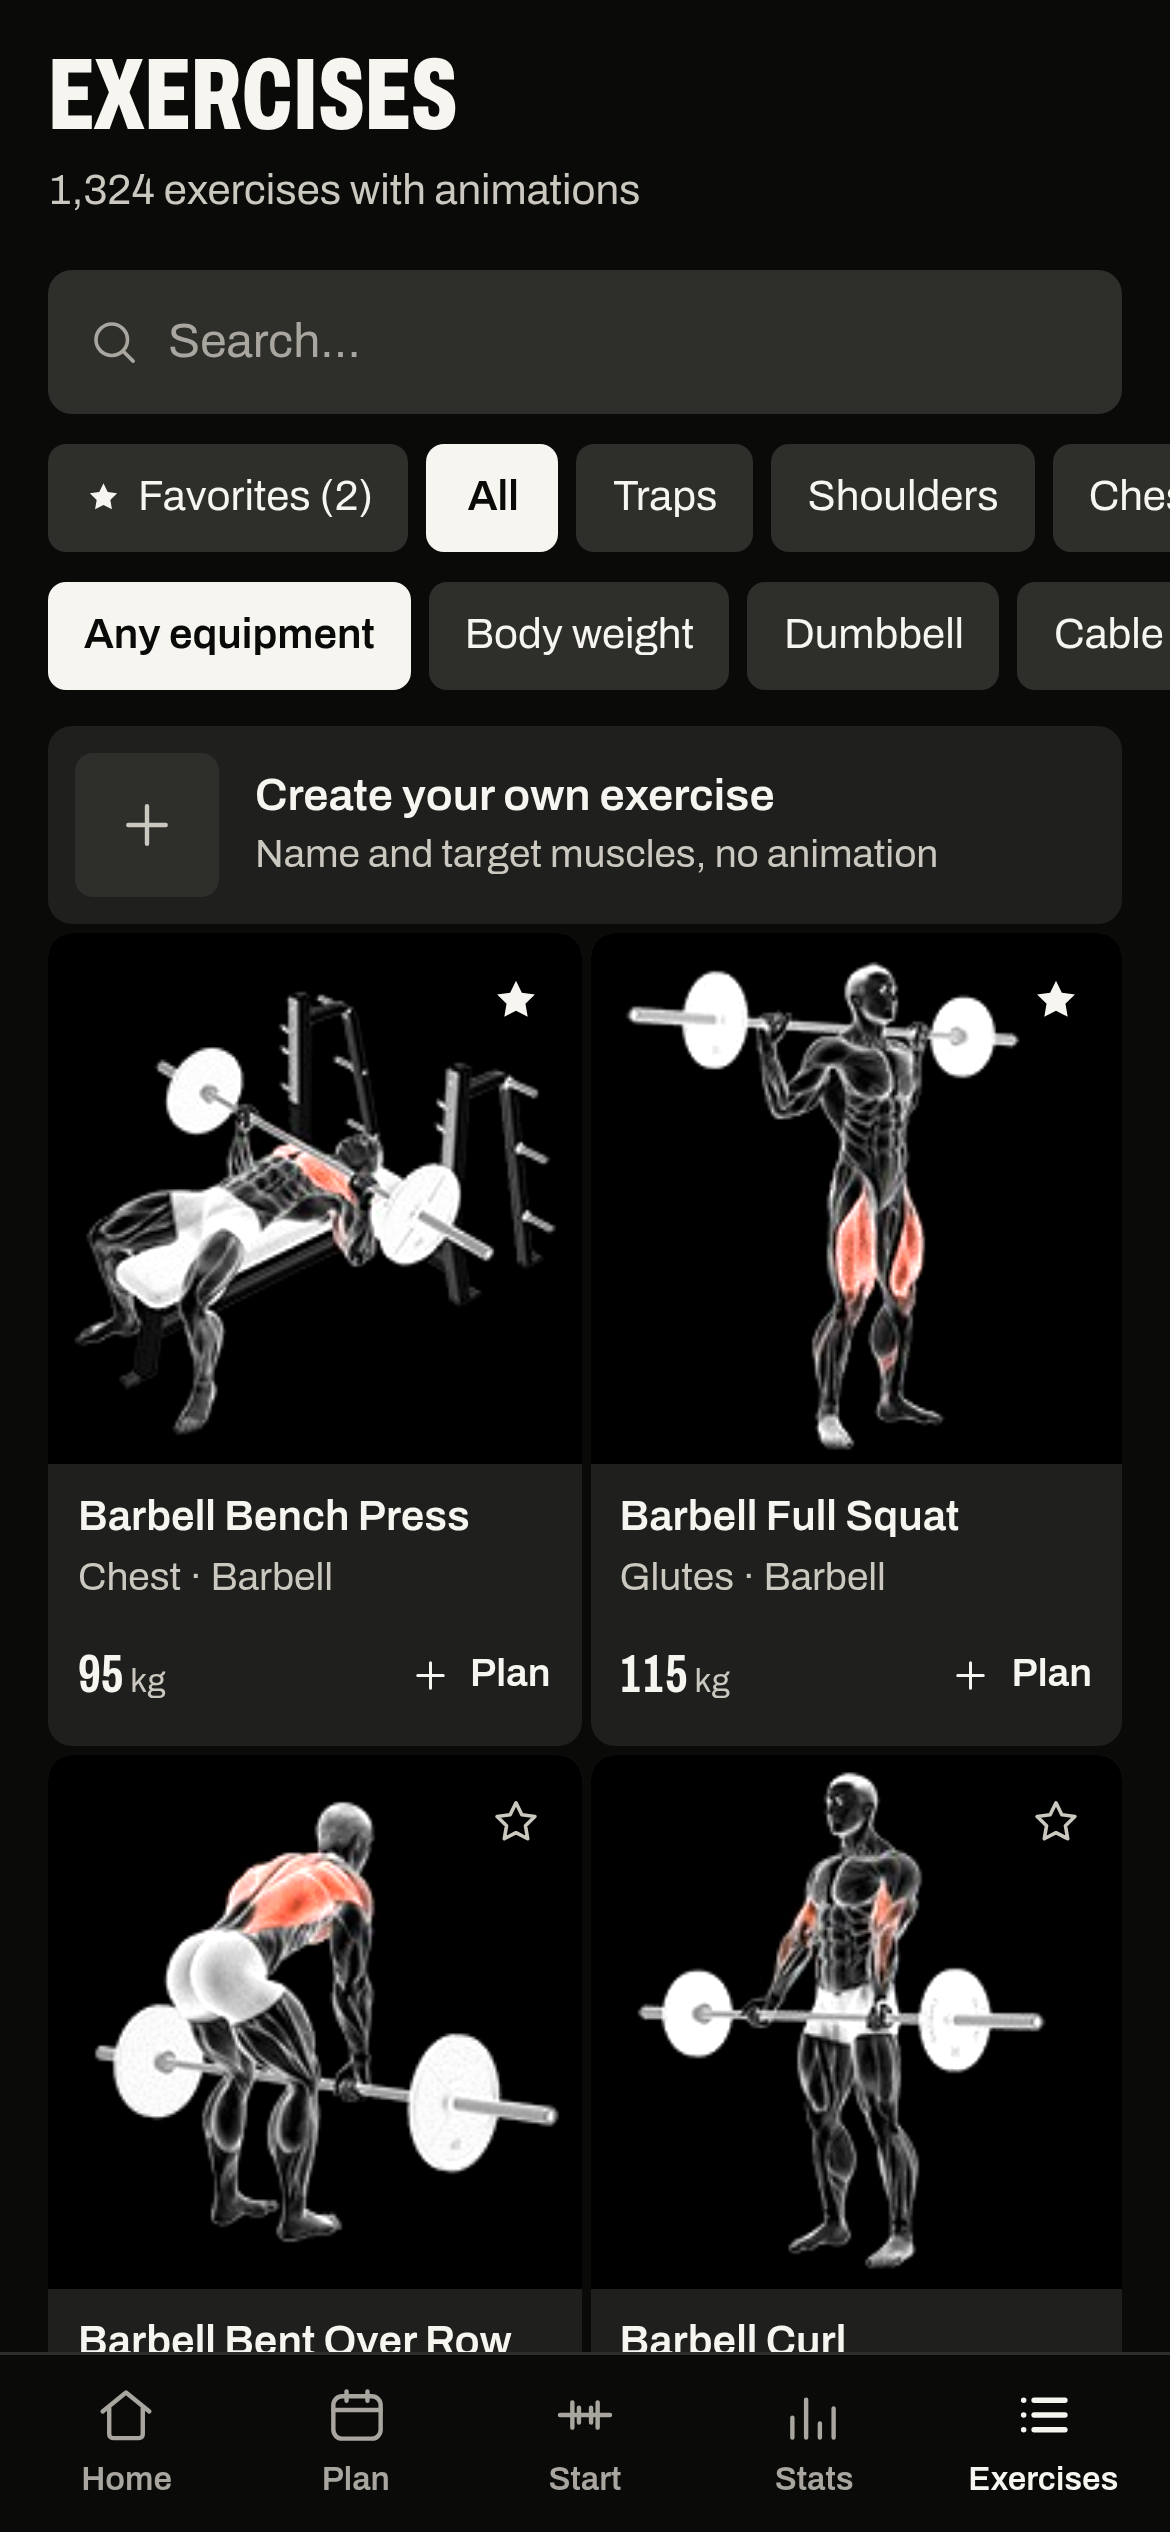 EXERCISES
1,324 exercises with animations
Search...
Favorites (2)
All
Traps
Shoulders
Ches
Any equipment
Body weight
Dumbbell
Cable
Create your own exercise
Name and target muscles, no animation
Barbell Bench Press
Chest · Barbell
95 kg
Plan
Barbell Full Squat
Glutes · Barbell
115 kg
Plan
Barbell Bent Over Row
Barbell Curl
Home
Plan
Start
Stats
Exercises